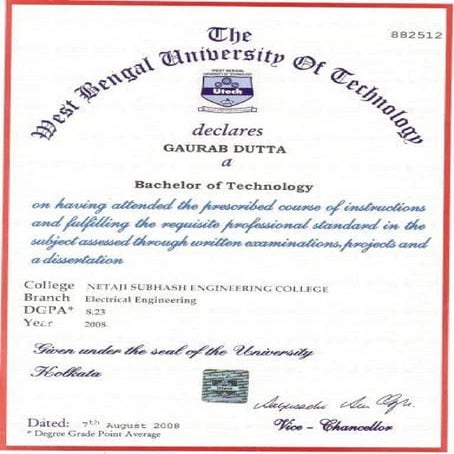 882512
The
West Bengal University Of Technology
Utech
declares
GAURAB DUTTA
a
Bachelor of Technology
on having attended the prescribed course of instructions
and fulfilling the requisite professional standard in the
subject assessed through written examinations, projects and
a dissertation
College NETAJI SUBHASH ENGINEERING COLLEGE
Branch Electrical Engineering
DGPA* 8.23
Year 2008.
Given under the seal of the University
Kolkata
Dated: 7th August 2008
* Degree Grade Point Average
Vice - Chancellor